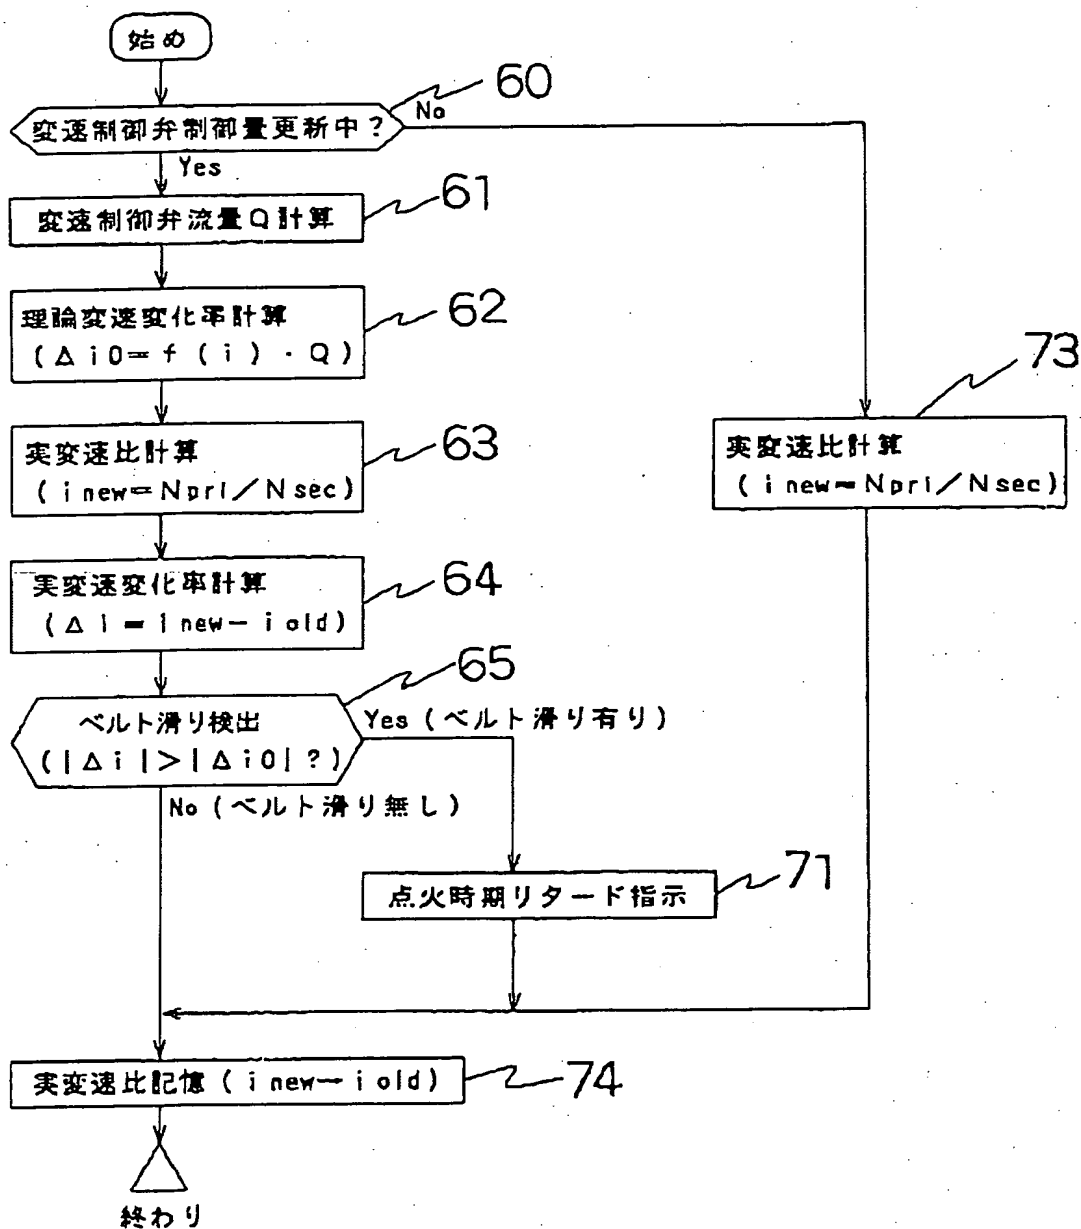 始め
60
変速制御弁制御量更新中?
No
Yes
変速制御弁流量Q計算
61
理論変速変化率計算
(Δi0=f(i)・Q)
62
実変速比計算
(inew=Npri/Nsec)
63
実変速比計算
(inew=Npri/Nsec)
73
実変速変化率計算
(Δi=inew-iold)
64
ベルト滑り検出
(|Δi|>|Δi0|?)
65
Yes(ベルト滑り有り)
No(ベルト滑り無し)
点火時期リタード指示
71
実変速比記憶(inew→iold)
74
終わり